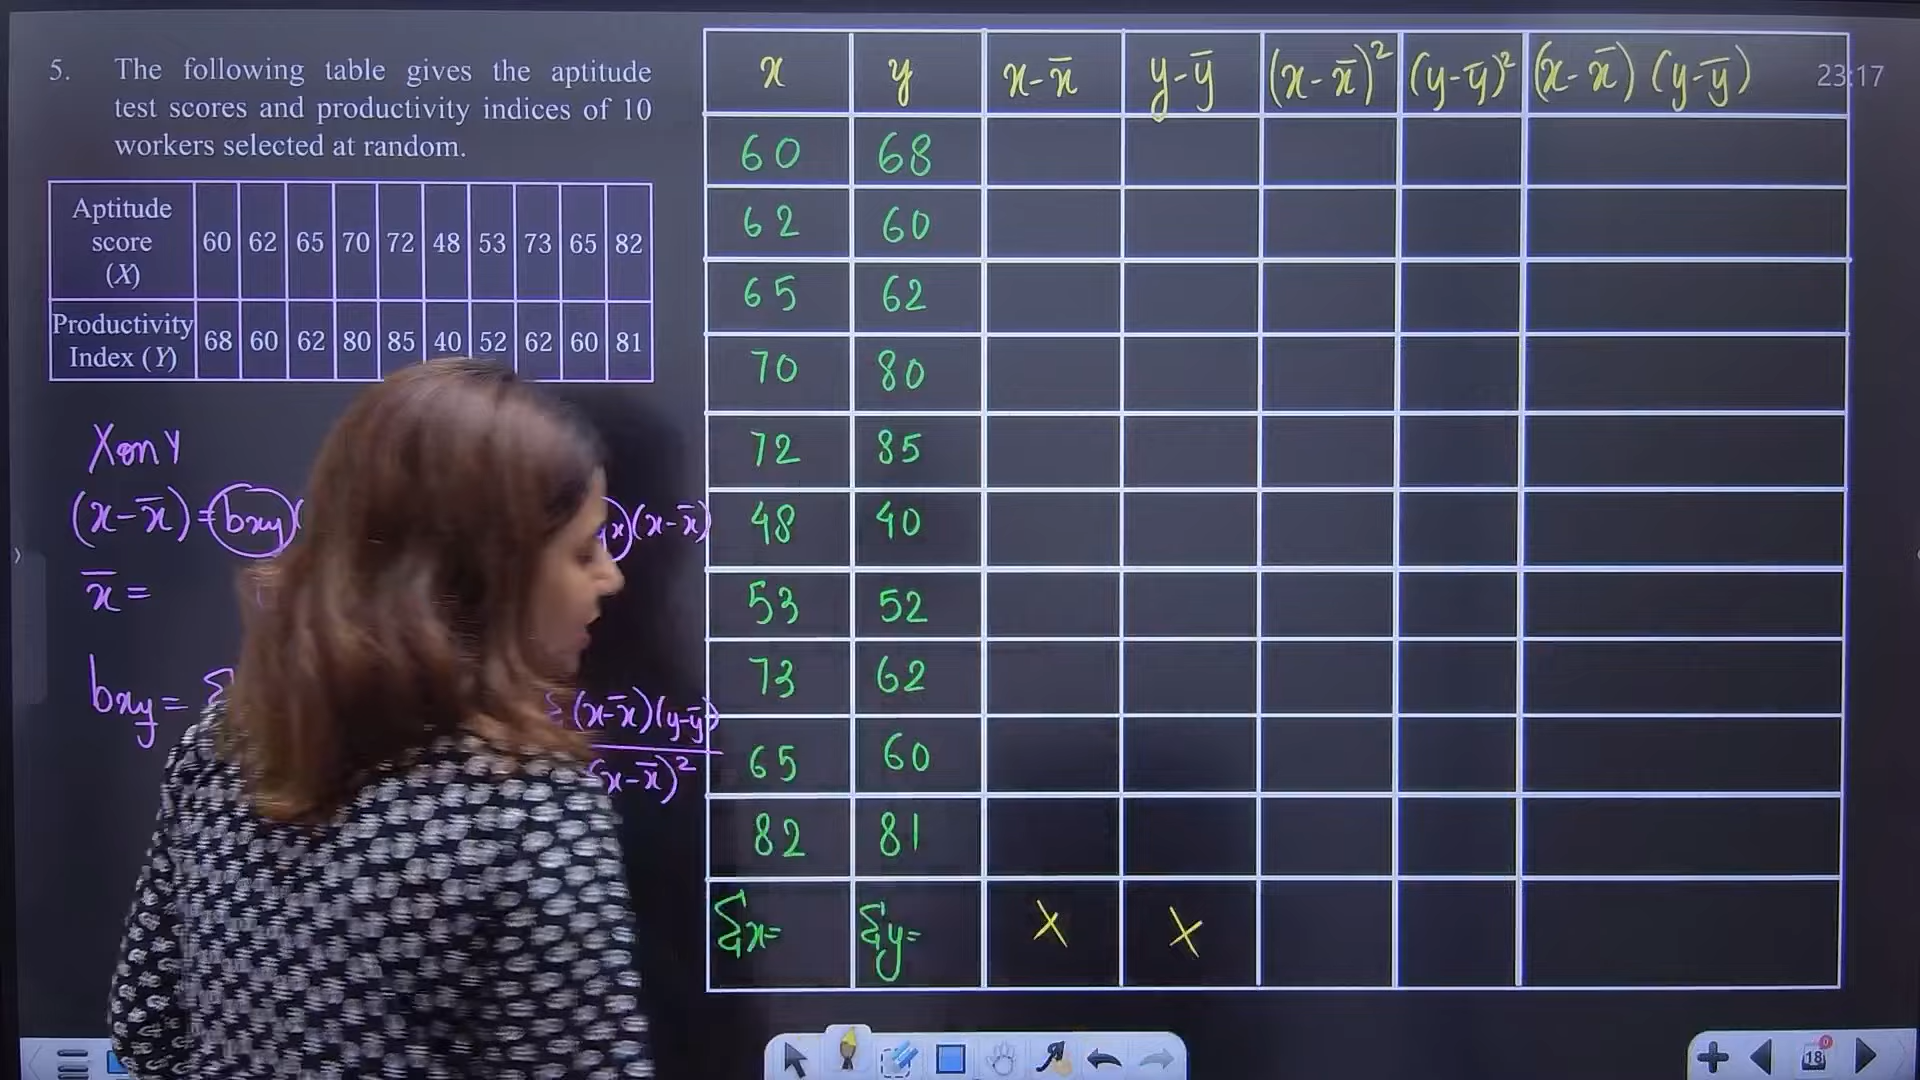 5. The following table gives the aptitude
test scores and productivity indices of 10
workers selected at random.
Aptitude score (X) 60 62 65 70 72 48 53 73 65 82
Productivity Index (Y) 68 60 62 80 85 40 52 62 60 81
X on Y
(x-x̄) = bxy( x)(x-x̄)
x̄ =
bxy = Σ Σ(x-x̄)(y-ȳ)
(x-x̄)²
x y x-x̄ y-ȳ (x-x̄)² (y-ȳ)² (x-x̄)(y-ȳ)
23:17
60 68
62 60
65 62
70 80
72 85
48 40
53 52
73 62
65 60
82 81
Σx= Σy= X X
18
0